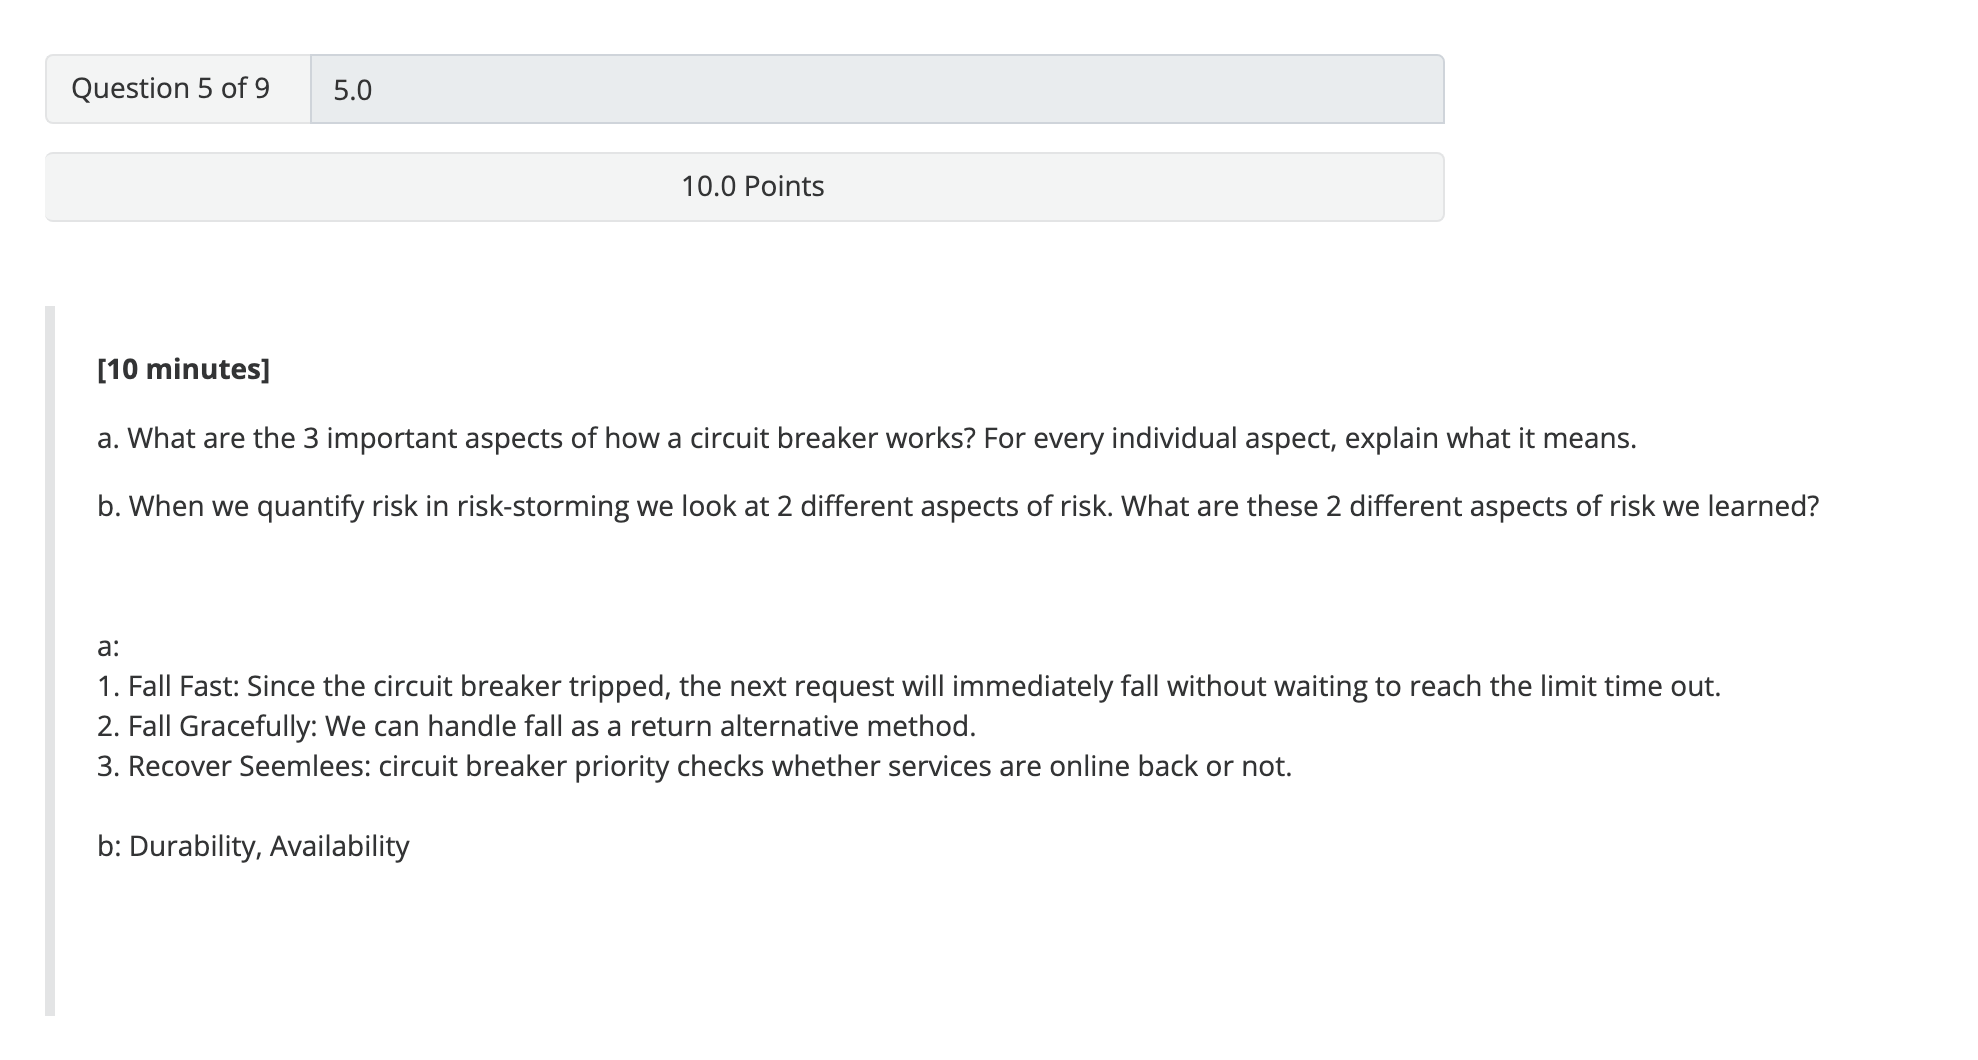 Question 5 of 9
5.0
10.0 Points
[10 minutes]
a. What are the 3 important aspects of how a circuit breaker works? For every individual aspect, explain what it means.
b. When we quantify risk in risk-storming we look at 2 different aspects of risk. What are these 2 different aspects of risk we learned?
a:
1. Fall Fast: Since the circuit breaker tripped, the next request will immediately fall without waiting to reach the limit time out.
2. Fall Gracefully: We can handle fall as a return alternative method.
3. Recover Seemlees: circuit breaker priority checks whether services are online back or not.
b: Durability, Availability